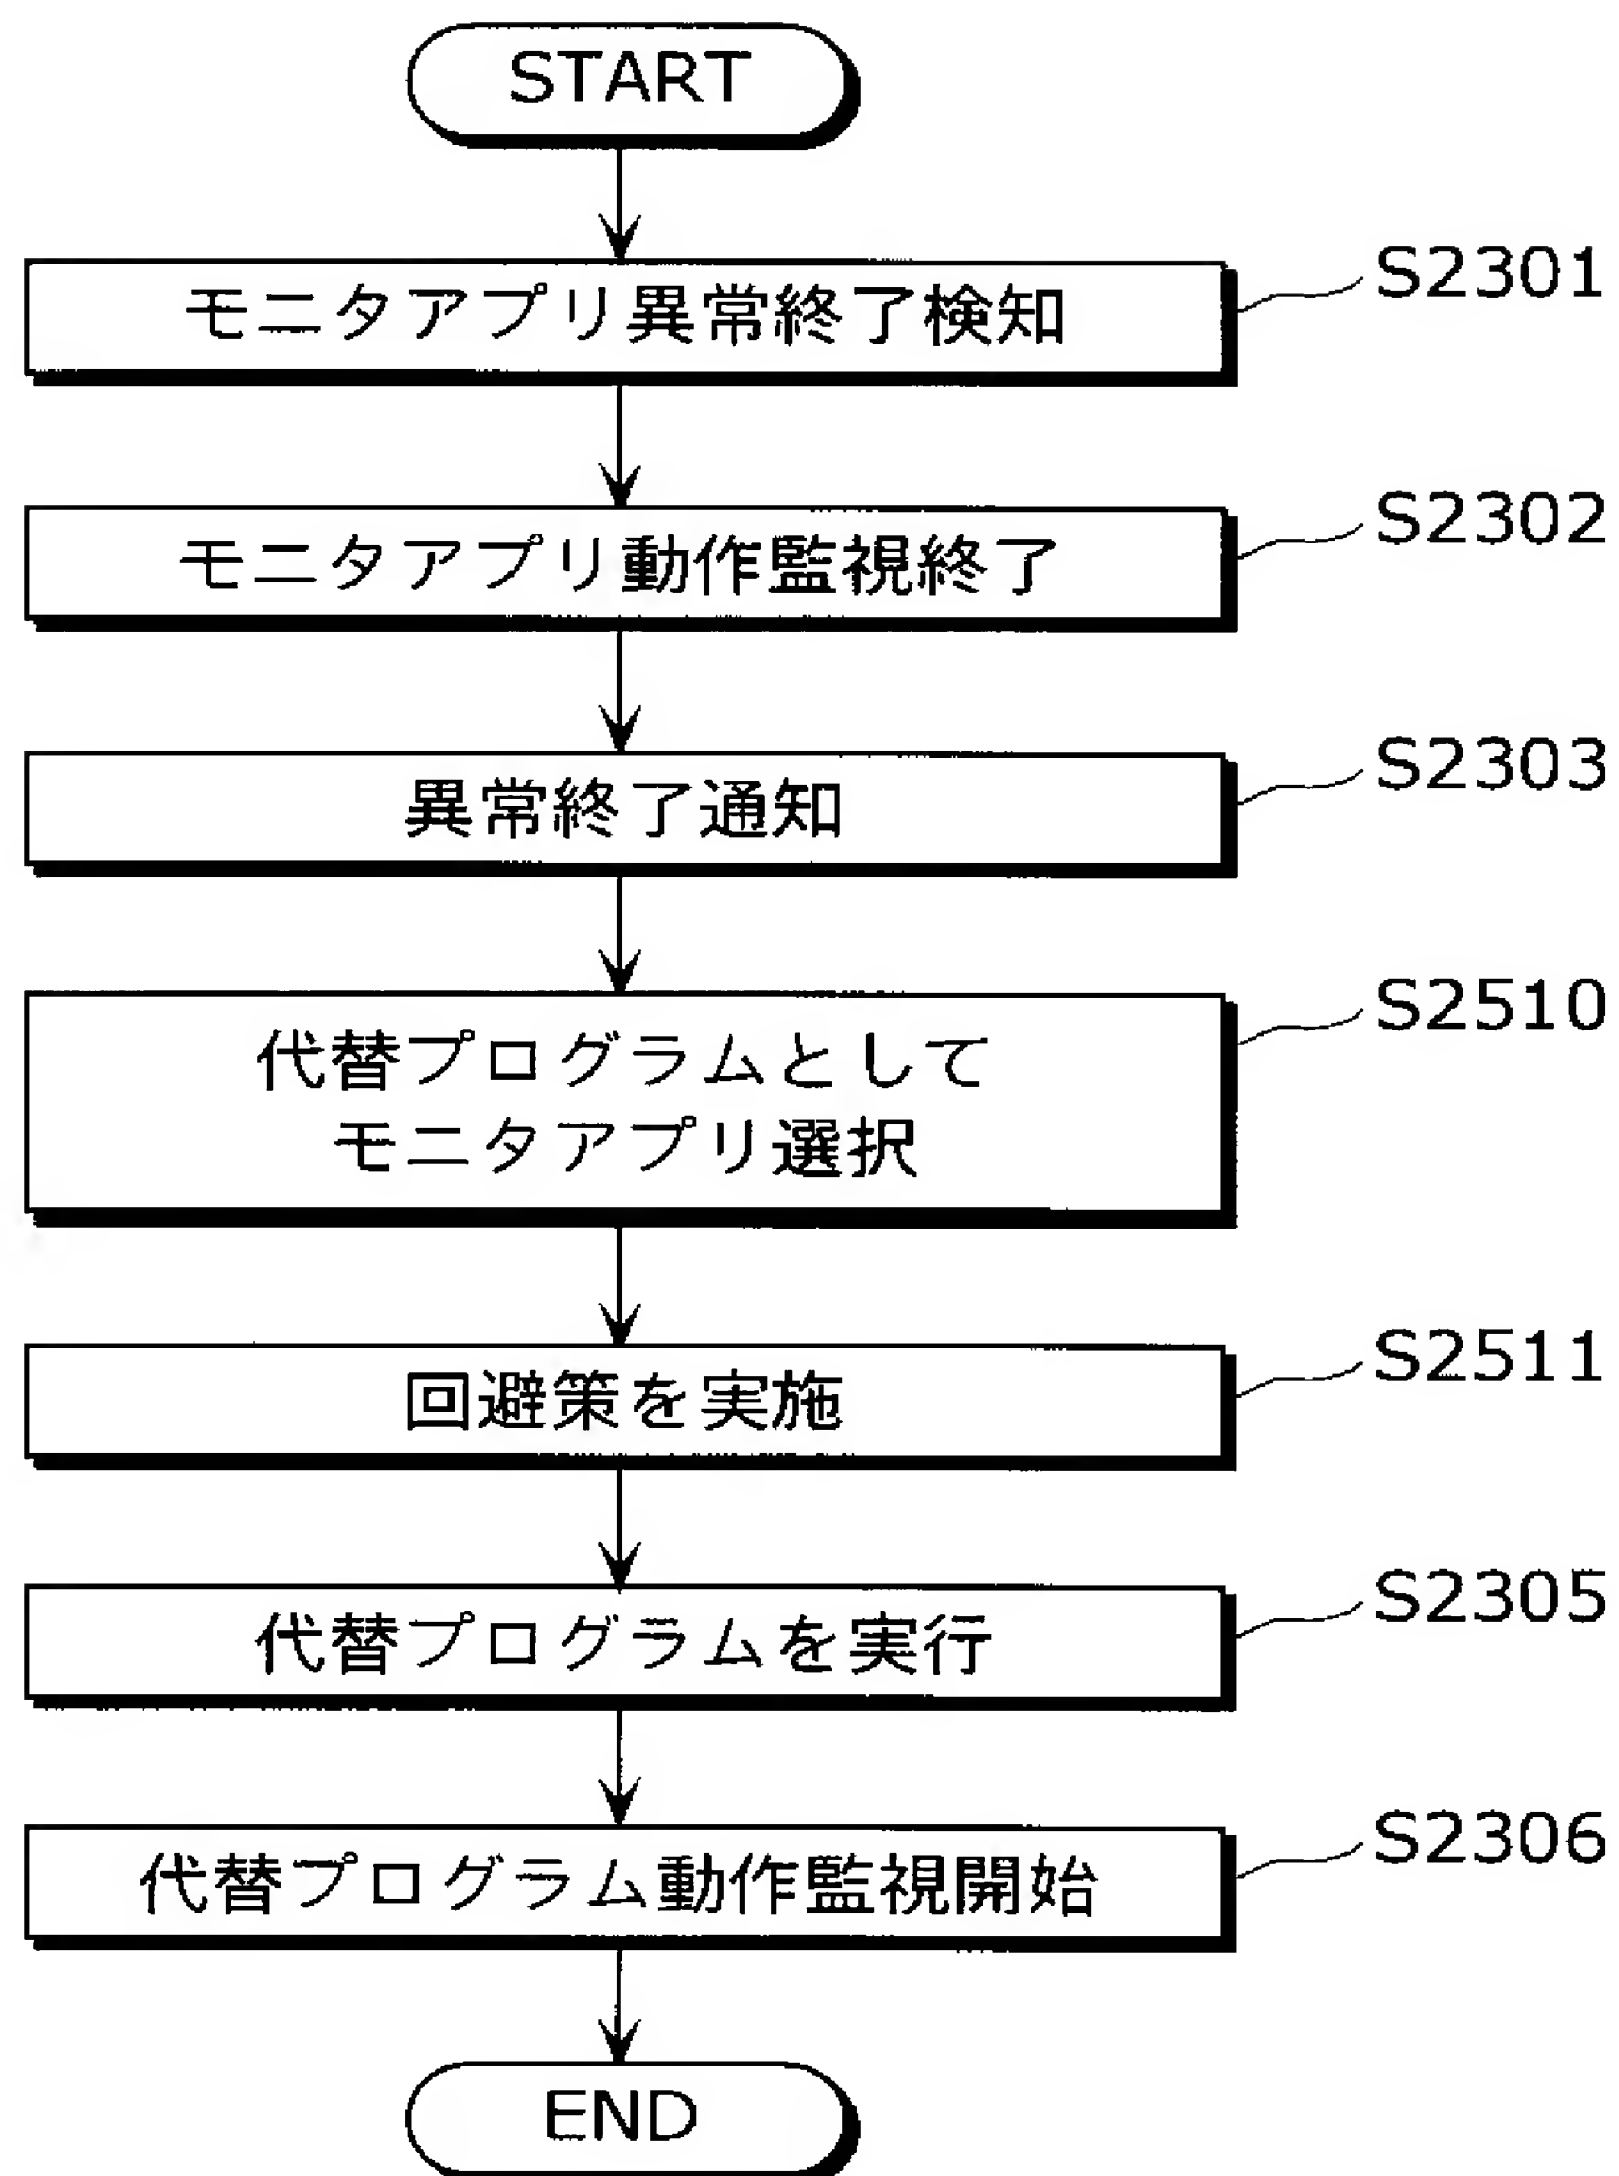 START
モニタアプリ異常終了検知
S2301
モニタアプリ動作監視終了
S2302
異常終了通知
S2303
代替プログラムとして
モニタアプリ選択
S2510
回避策を実施
S2511
代替プログラムを実行
S2305
代替プログラム動作監視開始
S2306
END